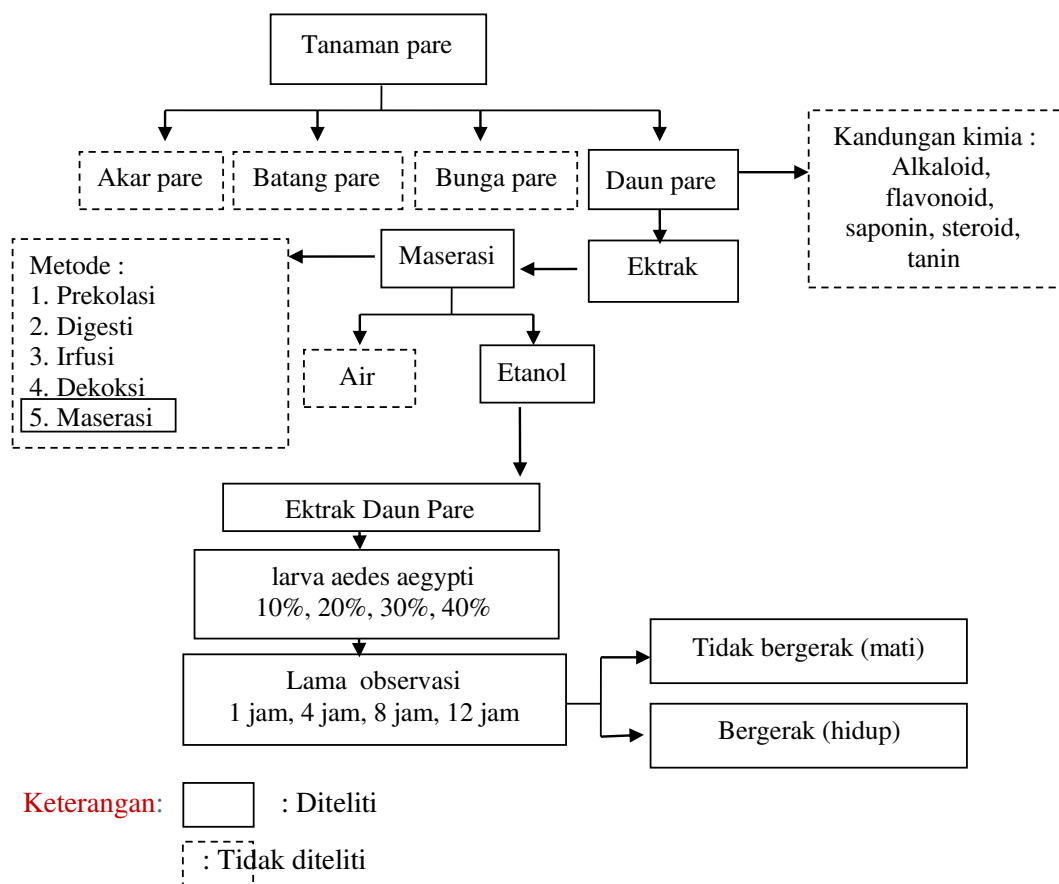 Tanaman pare
Akar pare
Batang pare
Bunga pare
Daun pare
Kandungan kimia :
Alkaloid,
flavonoid,
saponin, steroid,
tanin
Metode :
1. Prekolasi
2. Digesti
3. Irfusi
4. Dekoksi
5. Maserasi
Maserasi
Ektrak
Air
Etanol
Ektrak Daun Pare
larva aedes aegypti
10%, 20%, 30%, 40%
Lama observasi
1 jam, 4 jam, 8 jam, 12 jam
Tidak bergerak (mati)
Bergerak (hidup)
Keterangan: : Diteliti
: Tidak diteliti